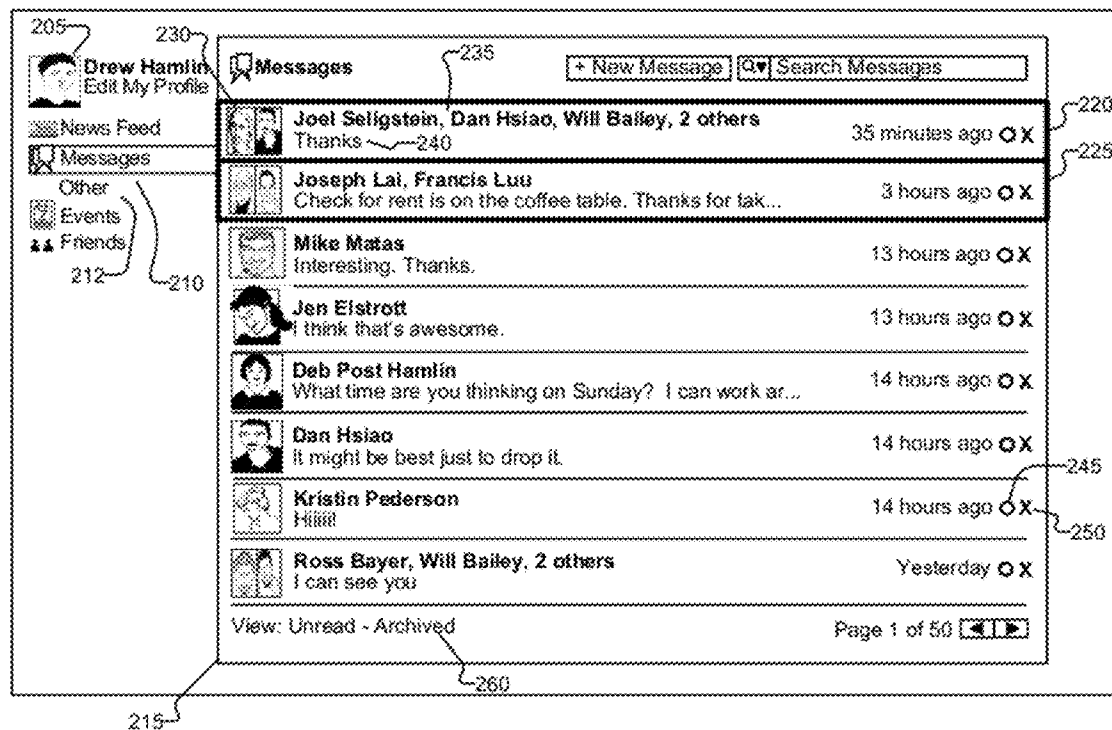 205
230
235
Drew Hamlin
Edit My Profile
Messages
+ New Message
Search Messages
News Feed
Messages
Other
Events
Friends
212
210
Joel Seligstein, Dan Hsiao, Will Bailey, 2 others
Thanks
240
35 minutes ago X
220
225
Joseph Lai, Francis Luu
Check for rent is on the coffee table. Thanks for tak...
3 hours ago X
Mike Matas
Interesting. Thanks.
13 hours ago X
Jen Elstrott
I think that's awesome.
13 hours ago X
Deb Post Hamlin
What time are you thinking on Sunday? I can work ar...
14 hours ago X
Dan Hsiao
It might be best just to drop it.
14 hours ago X
245
Kristin Pederson
Hiiiii!
14 hours ago X
250
Ross Bayer, Will Bailey, 2 others
I can see you
Yesterday X
View: Unread - Archived
Page 1 of 50
260
215